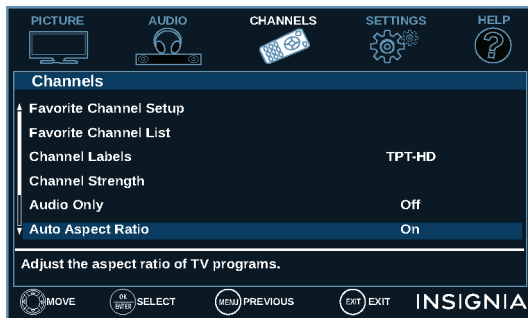 PICTURE AUDIO CHANNELS SETTINGS HELP
Channels
Favorite Channel Setup
Favorite Channel List
Channel Labels TPT-HD
Channel Strength
Audio Only Off
Auto Aspect Ratio On
Adjust the aspect ratio of TV programs.
MOVE OK ENTER SELECT MENU PREVIOUS EXIT EXIT INSIGNIA